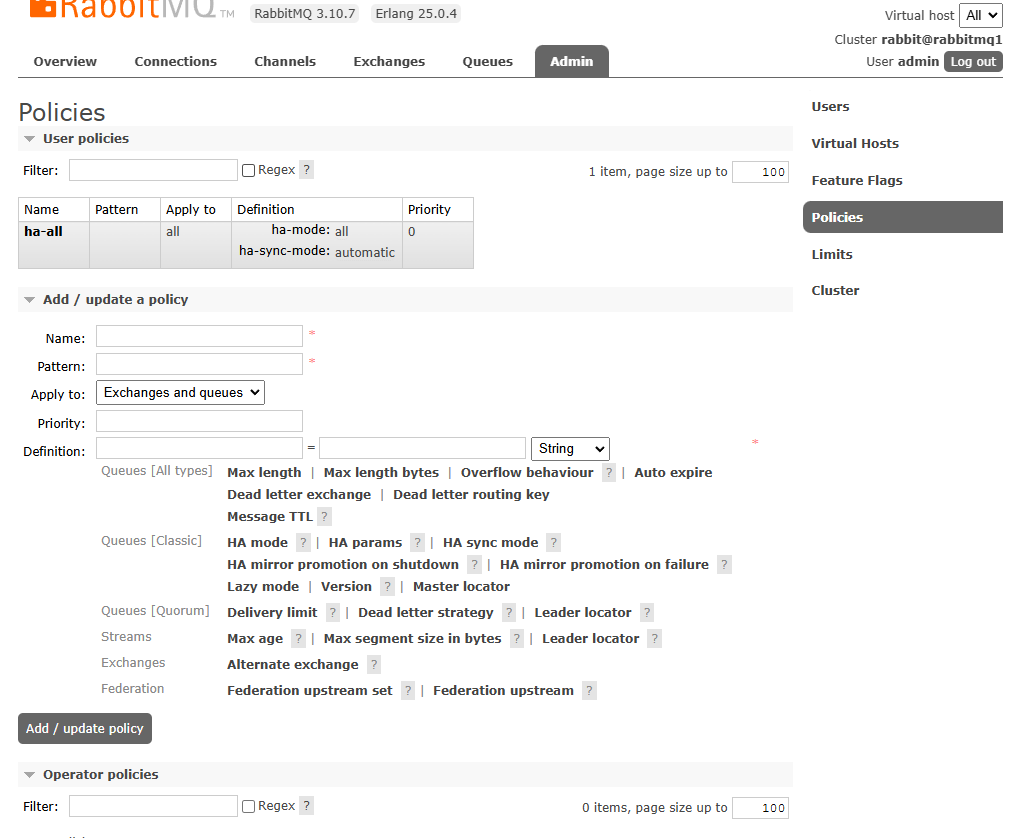 RabbitMQ TM RabbitMQ 3.10.7 Erlang 25.0.4
Virtual host All
Cluster rabbit@rabbitmq1
User admin Log out
Overview Connections Channels Exchanges Queues Admin
Policies
User policies
Filter: Regex ? 1 item, page size up to 100
Name Pattern Apply to Definition Priority
ha-all all ha-mode: all 0
ha-sync-mode: automatic
Add / update a policy
Name: *
Pattern: *
Apply to: Exchanges and queues
Priority:
Definition: = String *
Queues [All types] Max length | Max length bytes | Overflow behaviour ? | Auto expire
Dead letter exchange | Dead letter routing key
Message TTL ?
Queues [Classic] HA mode ? | HA params ? | HA sync mode ?
HA mirror promotion on shutdown ? | HA mirror promotion on failure ?
Lazy mode | Version ? | Master locator
Queues [Quorum] Delivery limit ? | Dead letter strategy ? | Leader locator ?
Streams Max age ? | Max segment size in bytes ? | Leader locator ?
Exchanges Alternate exchange ?
Federation Federation upstream set ? | Federation upstream ?
Add / update policy
Operator policies
Filter: Regex ? 0 items, page size up to 100
Users
Virtual Hosts
Feature Flags
Policies
Limits
Cluster